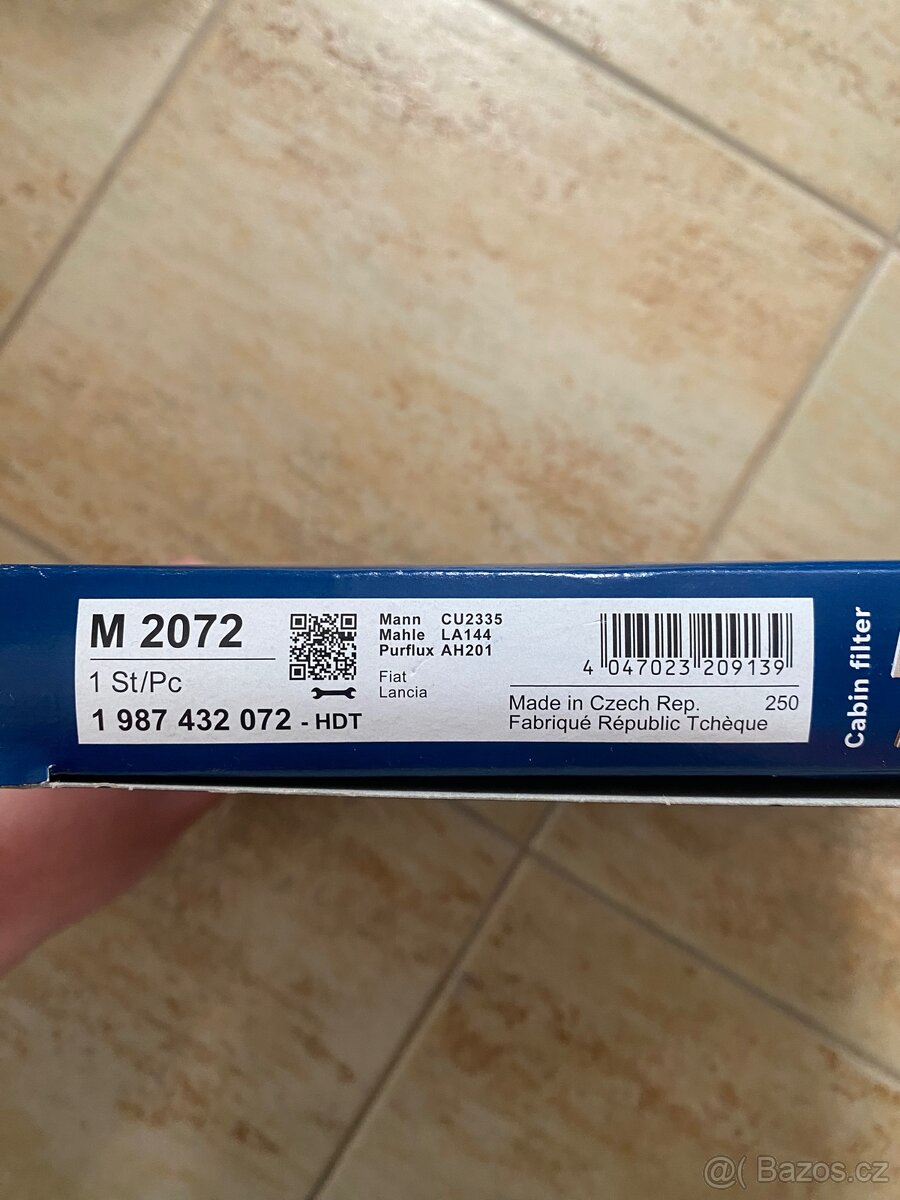 M 2072
1 St/Pc
1 987 432 072 - HDT
Mann CU2335
Mahle LA144
Purflux AH201
Fiat
Lancia
4 047023 209139
Made in Czech Rep. 250
Fabriqué Républic Tchèque
Cabin filter
@( Bazos.cz